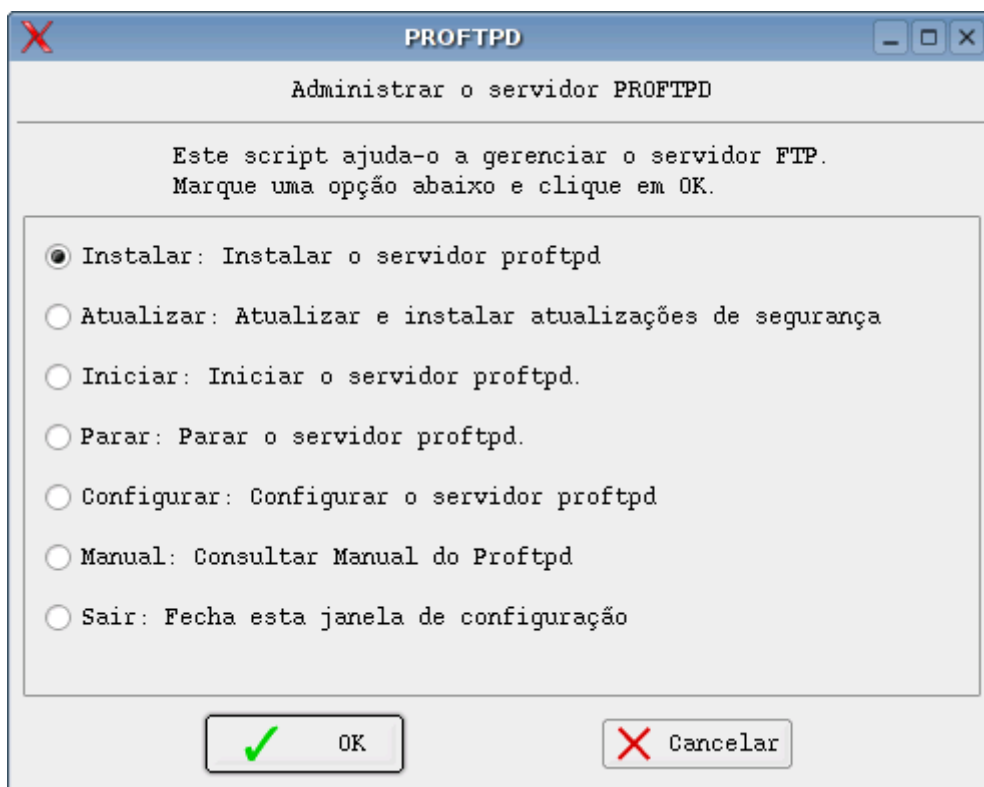 PROFTPD
Administrar o servidor PROFTPD
Este script ajuda-o a gerenciar o servidor FTP.
Marque uma opção abaixo e clique em OK.
Instalar: Instalar o servidor proftpd
Atualizar: Atualizar e instalar atualizações de segurança
Iniciar: Iniciar o servidor proftpd.
Parar: Parar o servidor proftpd.
Configurar: Configurar o servidor proftpd
Manual: Consultar Manual do Proftpd
Sair: Fecha esta janela de configuração
OK
Cancelar